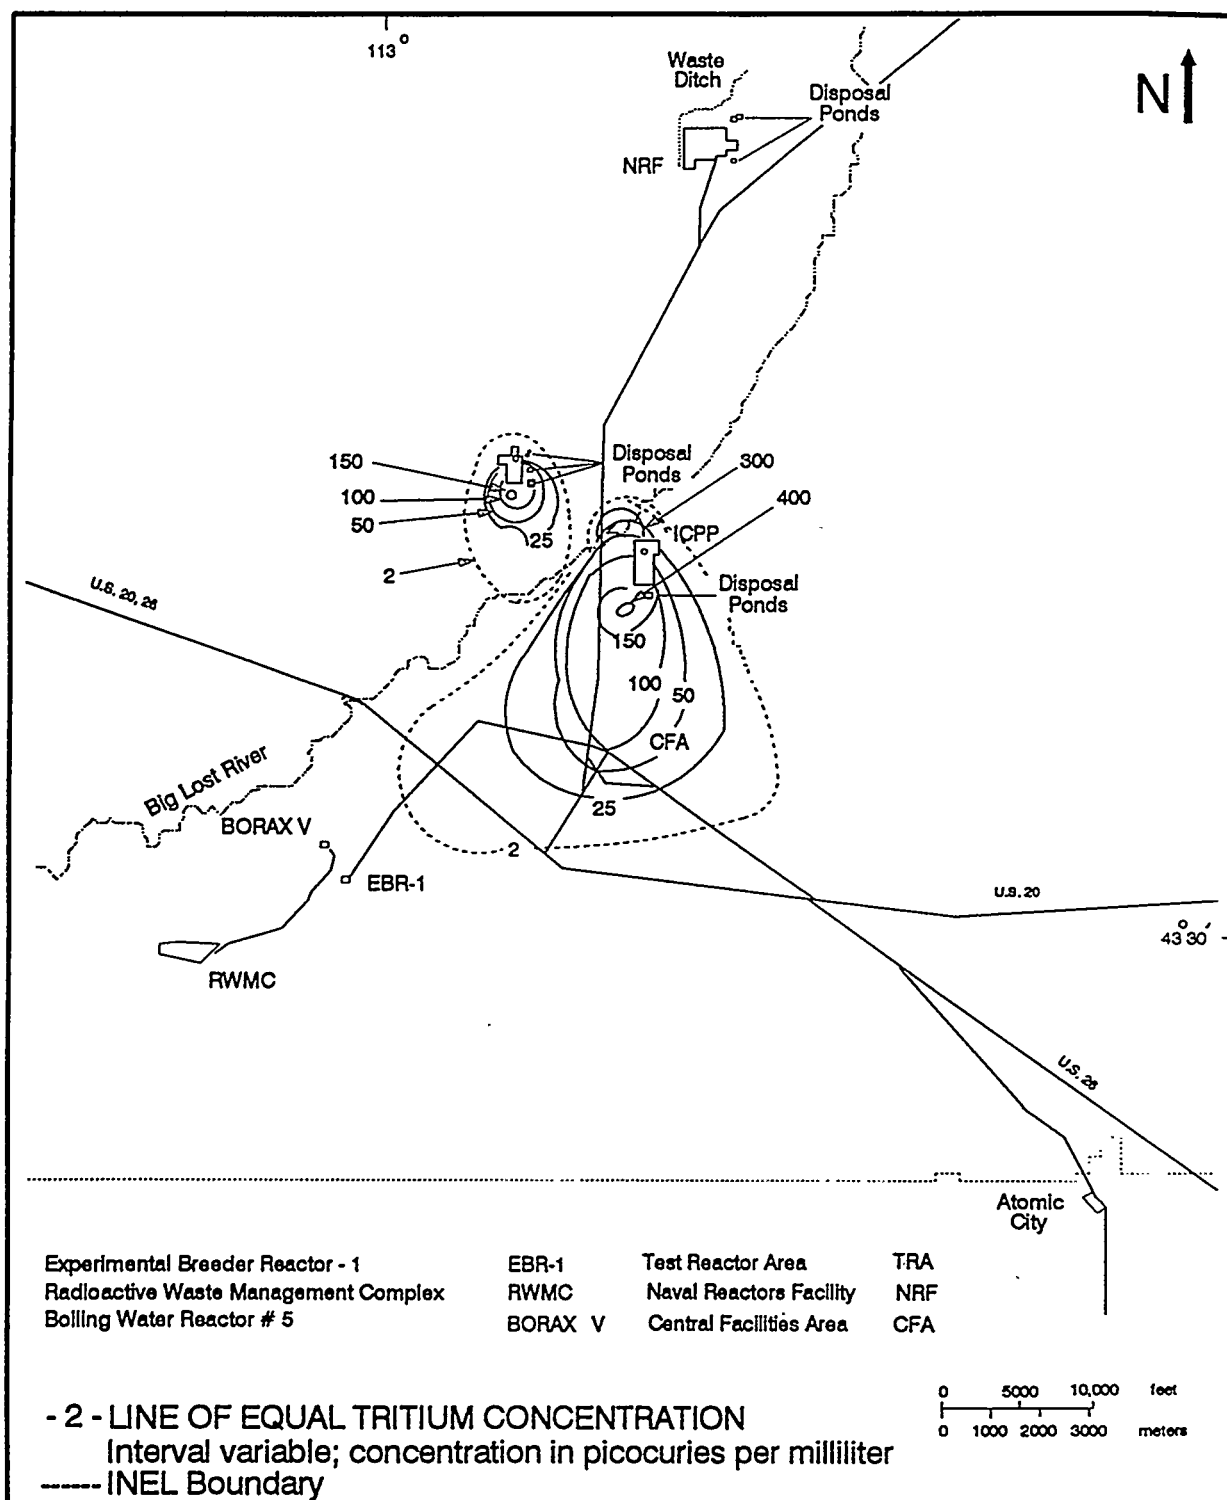 113°
Waste
Ditch
Disposal
Ponds
N
NRF
150
100
50
25
2
Disposal
Ponds
300
400
ICPP
Disposal
Ponds
U.S. 20, 26
150
100
50
CFA
25
2
Big Lost River
BORAX V
EBR-1
RWMC
U.S. 20
43° 30′
U.S. 26
Atomic
City
Experimental Breeder Reactor - 1 EBR-1 Test Reactor Area TRA
Radioactive Waste Management Complex RWMC Naval Reactors Facility NRF
Boiling Water Reactor # 5 BORAX V Central Facilities Area CFA
0 5000 10,000 feet
0 1000 2000 3000 meters
- 2 - LINE OF EQUAL TRITIUM CONCENTRATION
Interval variable; concentration in picocuries per milliliter
------ INEL Boundary